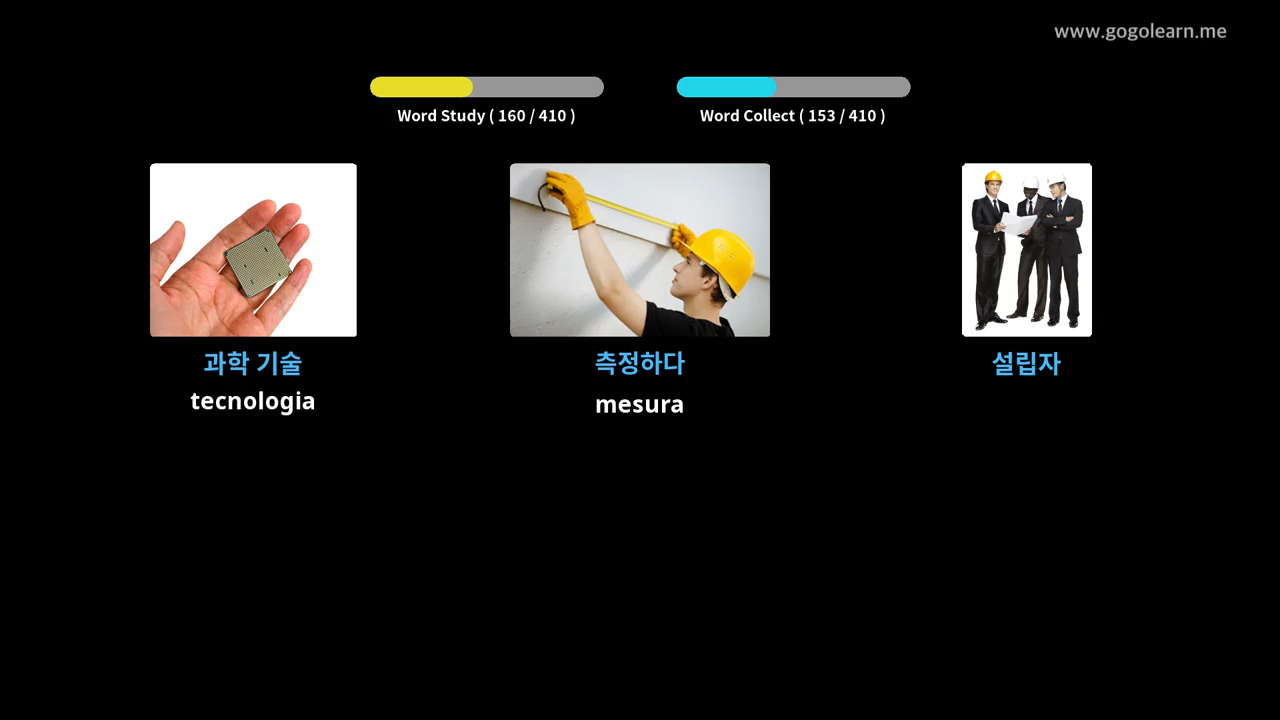 www.gogolearn.me
Word Study ( 160 / 410 )
Word Collect ( 153 / 410 )
과학 기술
측정하다
설립자
tecnologia
mesura